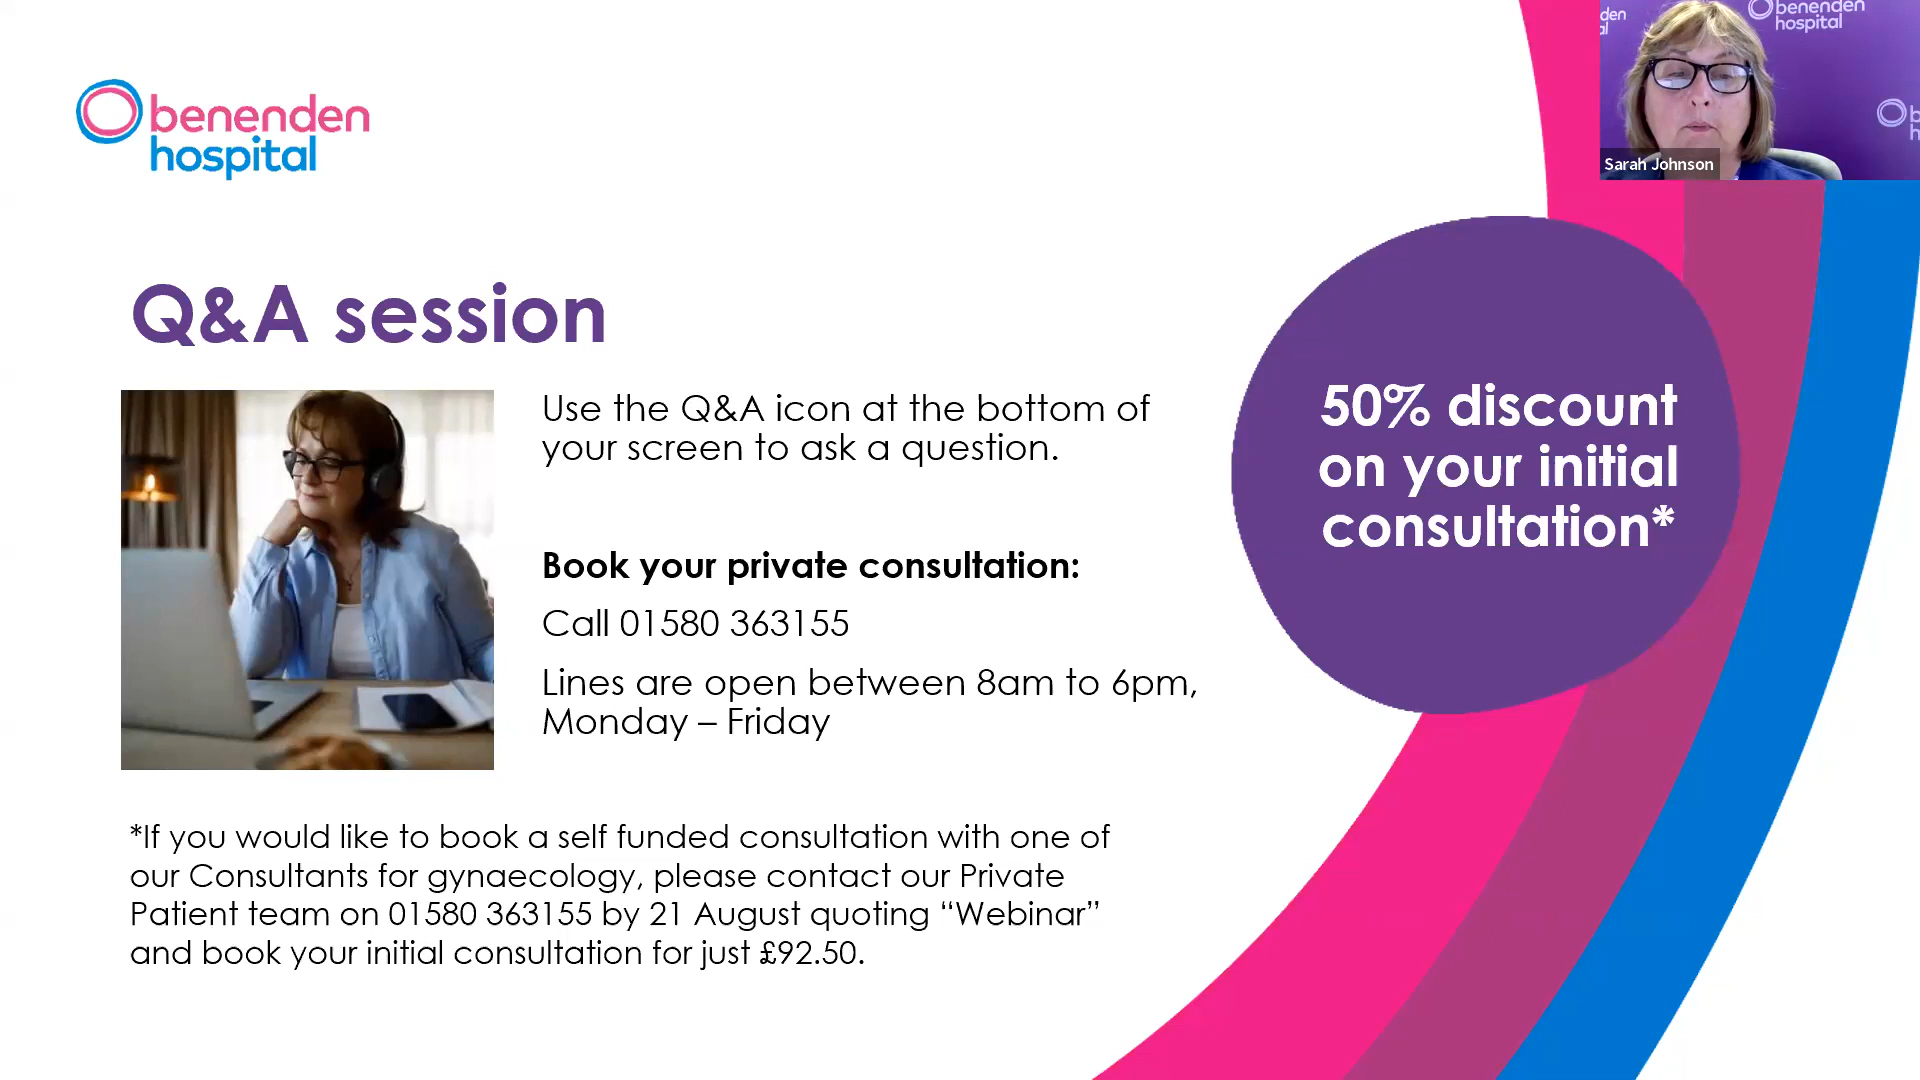 benenden
hospital
den
al
benenden
hospital
b
h
Sarah Johnson
Q&A session
Use the Q&A icon at the bottom of
your screen to ask a question.
Book your private consultation:
Call 01580 363155
Lines are open between 8am to 6pm,
Monday – Friday
50% discount
on your initial
consultation*
*If you would like to book a self funded consultation with one of
our Consultants for gynaecology, please contact our Private
Patient team on 01580 363155 by 21 August quoting “Webinar”
and book your initial consultation for just £92.50.